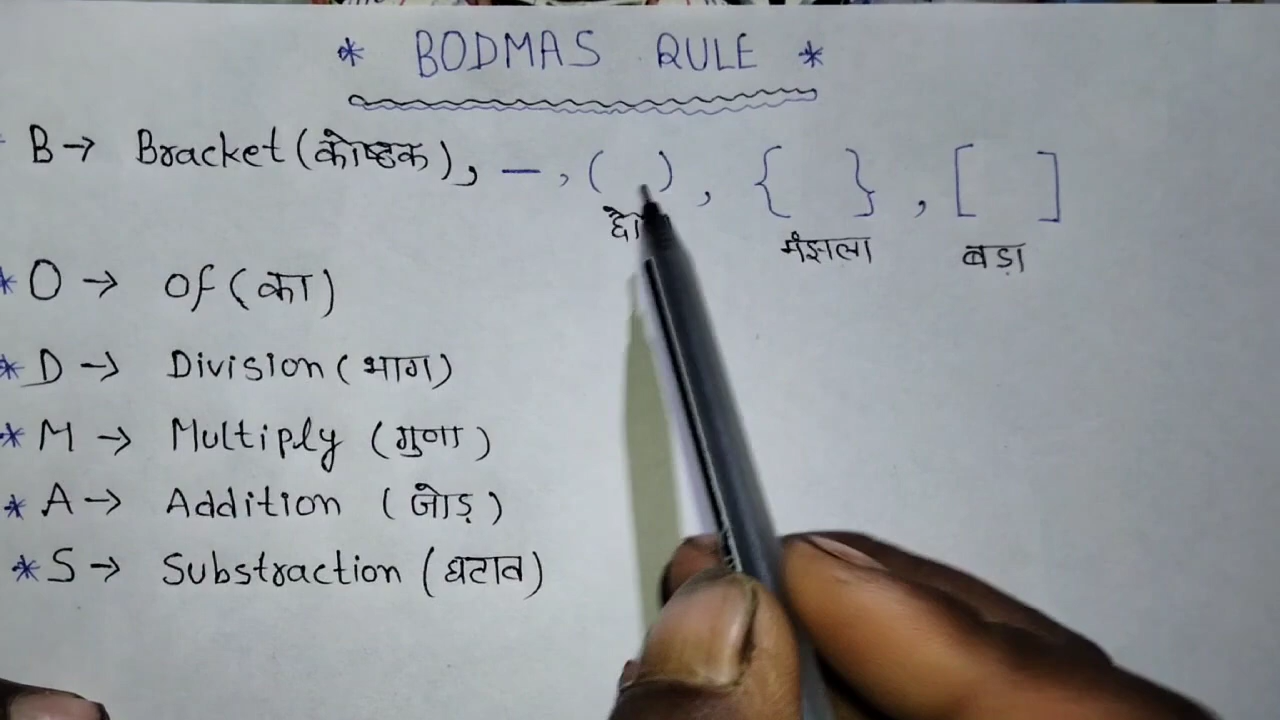 * BODMAS RULE *
B→ Bracket (कोष्ठक), —, ( ), { }, [ ]
मंझला बड़ा
* O → of (का)
* D → Division (भाग)
* M → Multiply (गुणा)
* A → Addition (जोड़)
* S → Substraction (घटाव)